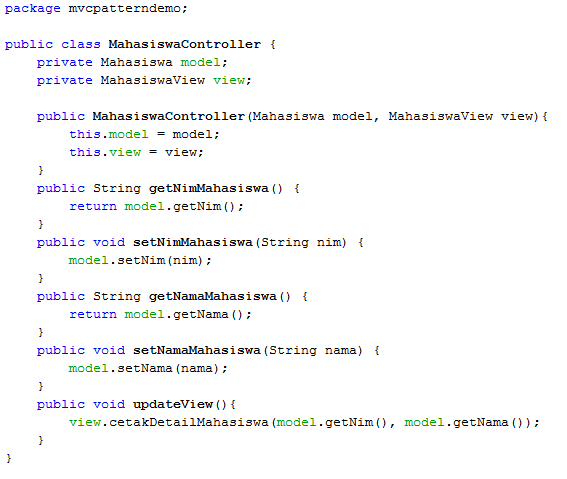 package mvcpatterndemo;

public class MahasiswaController {
    private Mahasiswa model;
    private MahasiswaView view;

    public MahasiswaController(Mahasiswa model, MahasiswaView view){
        this.model = model;
        this.view = view;
    }
    public String getNimMahasiswa() {
        return model.getNim();
    }
    public void setNimMahasiswa(String nim) {
        model.setNim(nim);
    }
    public String getNamaMahasiswa() {
        return model.getNama();
    }
    public void setNamaMahasiswa(String nama) {
        model.setNama(nama);
    }
    public void updateView(){
        view.cetakDetailMahasiswa(model.getNim(), model.getNama());
    }
}